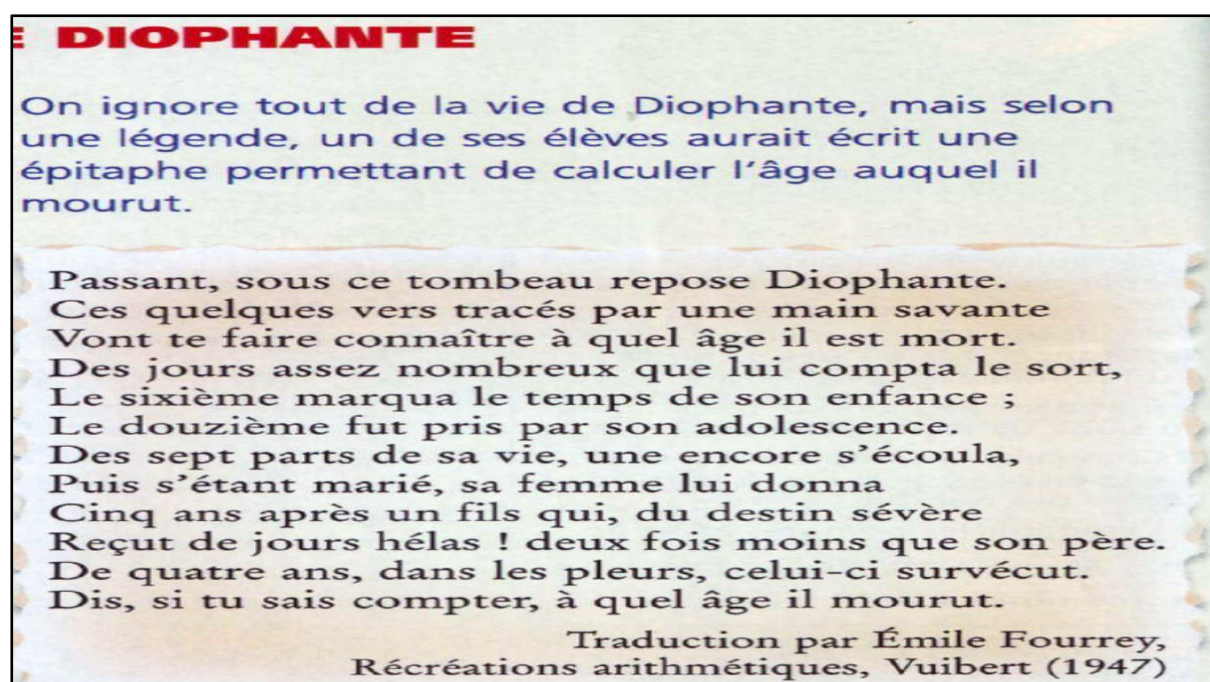 E DIOPHANTE
On ignore tout de la vie de Diophante, mais selon
une légende, un de ses élèves aurait écrit une
épitaphe permettant de calculer l'âge auquel il
mourut.
Passant, sous ce tombeau repose Diophante.
Ces quelques vers tracés par une main savante
Vont te faire connaître à quel âge il est mort.
Des jours assez nombreux que lui compta le sort,
Le sixième marqua le temps de son enfance ;
Le douzième fut pris par son adolescence.
Des sept parts de sa vie, une encore s'écoula,
Puis s'étant marié, sa femme lui donna
Cinq ans après un fils qui, du destin sévère
Reçut de jours hélas ! deux fois moins que son père.
De quatre ans, dans les pleurs, celui-ci survécut.
Dis, si tu sais compter, à quel âge il mourut.
Traduction par Émile Fourrey,
Récréations arithmétiques, Vuibert (1947)